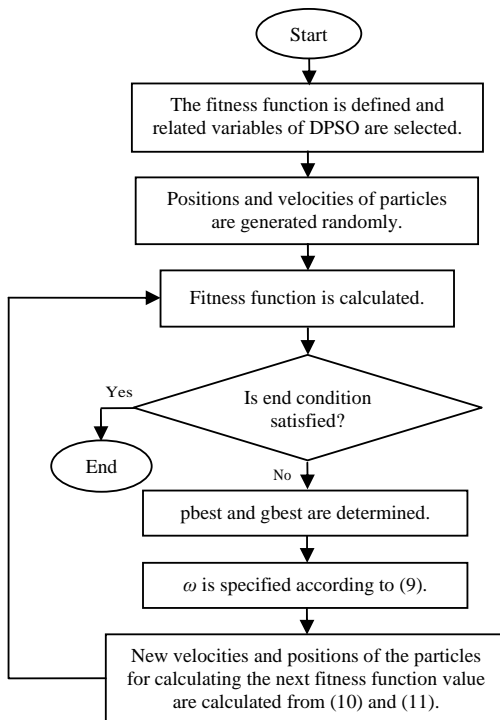 Start
The fitness function is defined and
related variables of DPSO are selected.
Positions and velocities of particles
are generated randomly.
Fitness function is calculated.
Is end condition
satisfied?
Yes
End
No
pbest and gbest are determined.
ω is specified according to (9).
New velocities and positions of the particles
for calculating the next fitness function value
are calculated from (10) and (11).